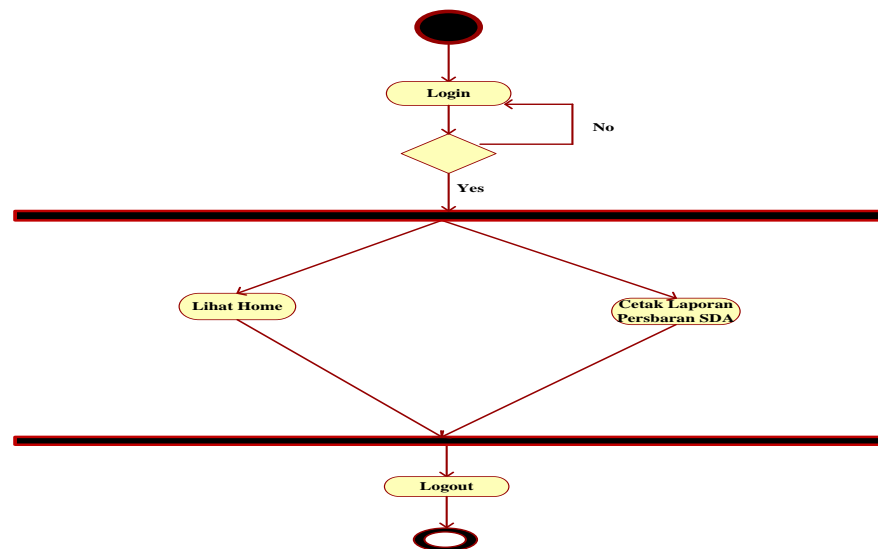 Login
No
Yes
Lihat Home
Cetak Laporan
Persbaran SDA
Logout